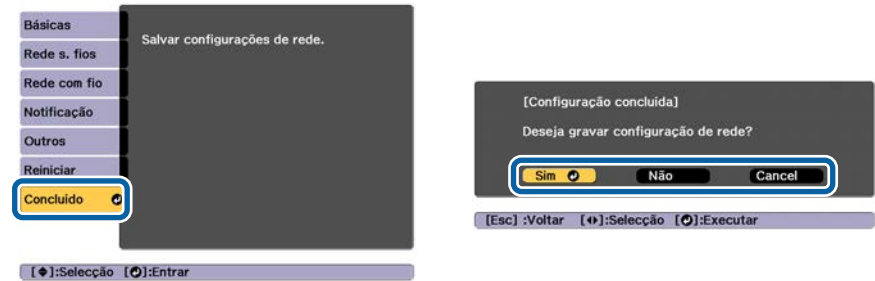 Básicas
Rede s. fios
Rede com fio
Notificação
Outros
Reiniciar
Concluído
Salvar configurações de rede.
[ ]:Selecção [ ]:Entrar
[Configuração concluída]
Deseja gravar configuração de rede?
Sim Não Cancel
[Esc] :Voltar [ ]:Selecção [ ]:Executar